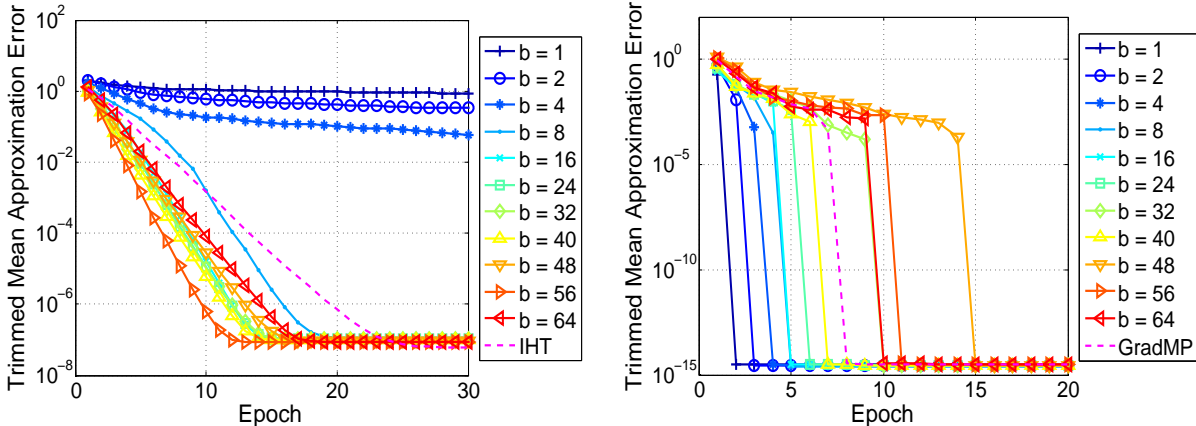 Trimmed Mean Approximation Error
10^2
10^0
10^-2
10^-4
10^-6
10^-8
0 10 20 30
Epoch
b = 1
b = 2
b = 4
b = 8
b = 16
b = 24
b = 32
b = 40
b = 48
b = 56
b = 64
IHT
Trimmed Mean Approximation Error
10^0
10^-5
10^-10
10^-15
0 5 10 15 20
Epoch
b = 1
b = 2
b = 4
b = 8
b = 16
b = 24
b = 32
b = 40
b = 48
b = 56
b = 64
GradMP